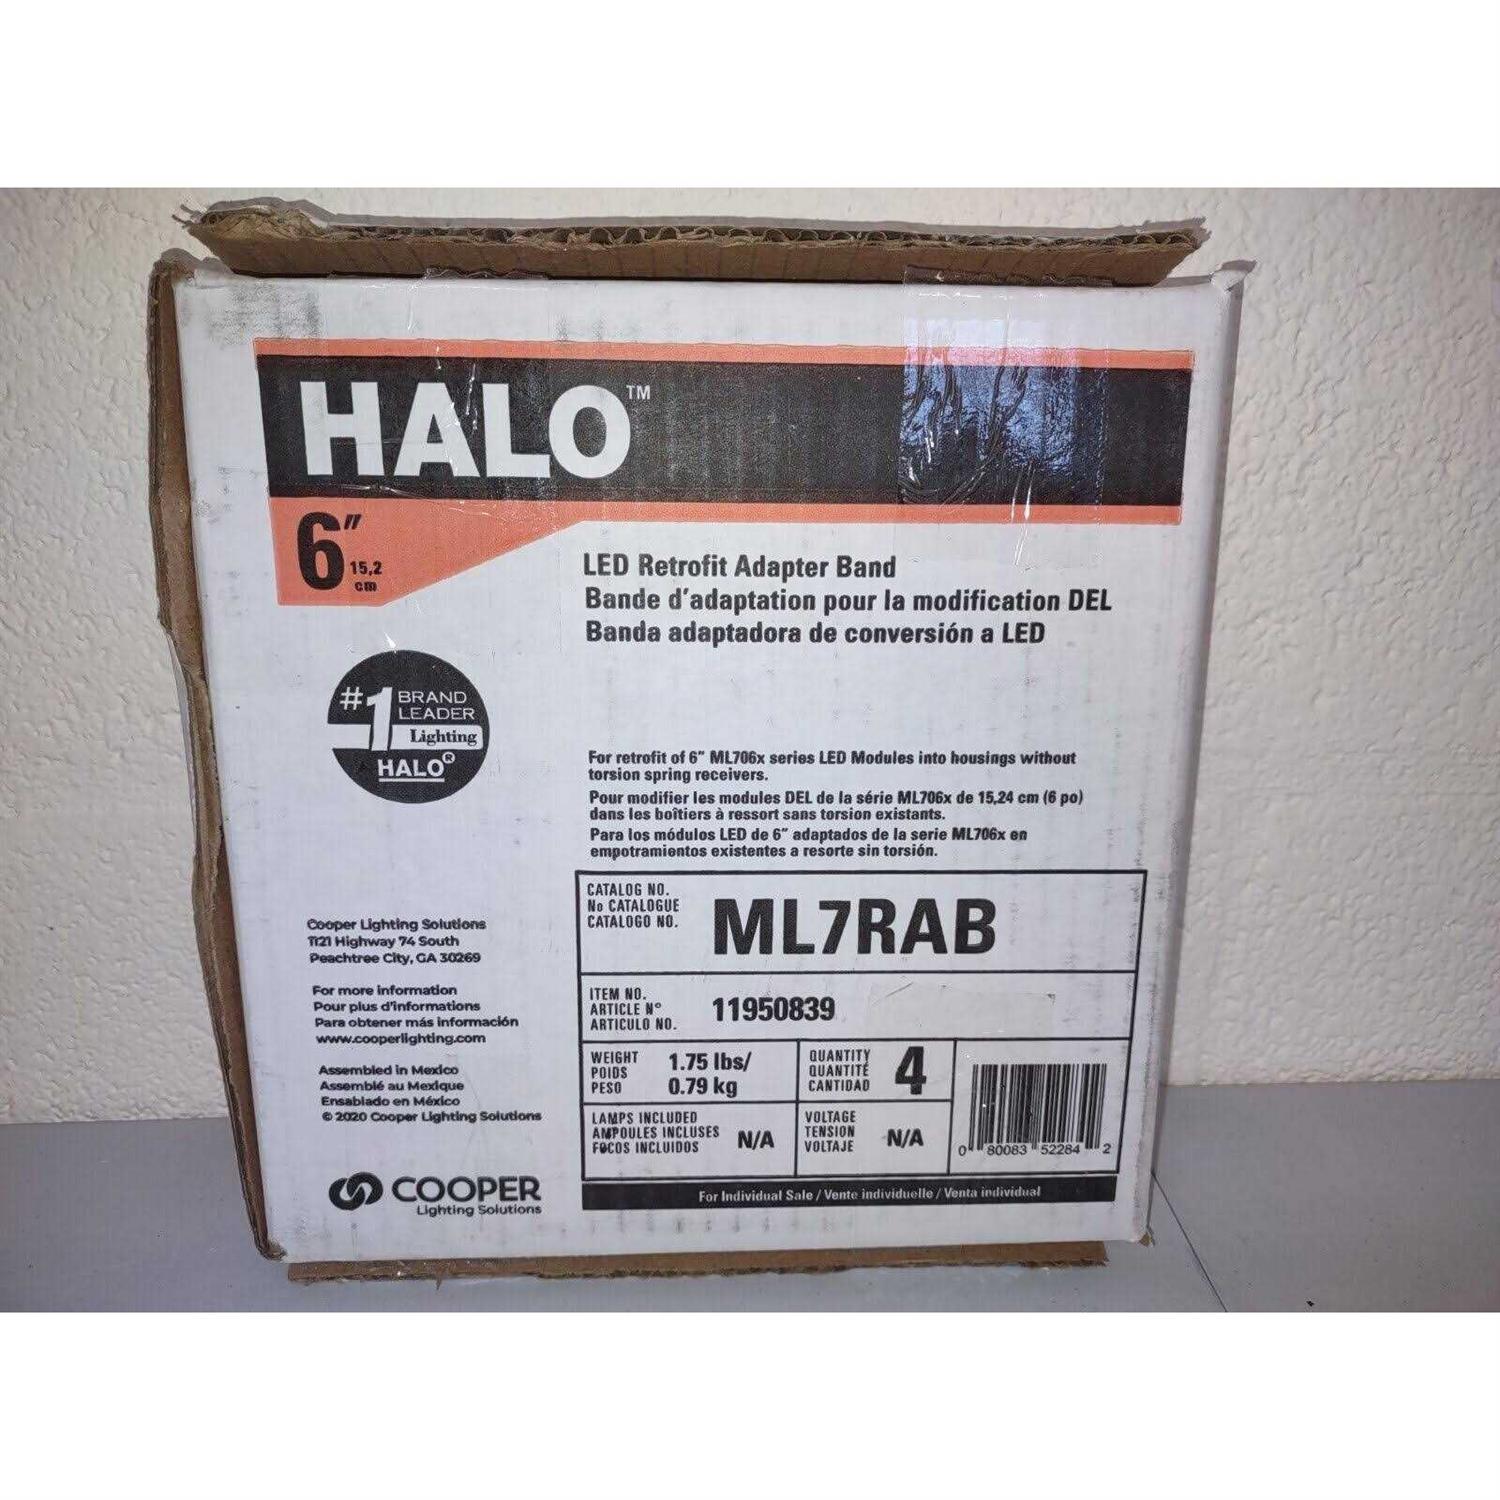 HALO™
6" 15,2 cm
LED Retrofit Adapter Band
Bande d'adaptation pour la modification DEL
Banda adaptadora de conversión a LED
#1 BRAND
LEADER
Lighting
HALO®
For retrofit of 6" ML706x series LED Modules into housings without
torsion spring receivers.
Pour modifier les modules DEL de la série ML706x de 15,24 cm (6 po)
dans les boîtiers à ressort sans torsion existants.
Para los módulos LED de 6" adaptados de la serie ML706x en
empotramientos existentes a resorte sin torsión.
CATALOG NO.
No CATALOGUE
CATALOGO NO.
ML7RAB
ITEM NO.
ARTICLE N°
ARTICULO NO.
11950839
WEIGHT
POIDS
PESO
1.75 lbs/
0.79 kg
QUANTITY
QUANTITÉ
CANTIDAD
4
LAMPS INCLUDED
AMPOULES INCLUSES
FOCOS INCLUIDOS
N/A
VOLTAGE
TENSION
VOLTAJE
N/A
0 80083 52284 2
For Individual Sale / Vente individuelle / Venta individual
Cooper Lighting Solutions
1121 Highway 74 South
Peachtree City, GA 30269
For more information
Pour plus d'informations
Para obtener más información
www.cooperlighting.com
Assembled in Mexico
Assemblé au Mexique
Ensablado en México
© 2020 Cooper Lighting Solutions
COOPER
Lighting Solutions